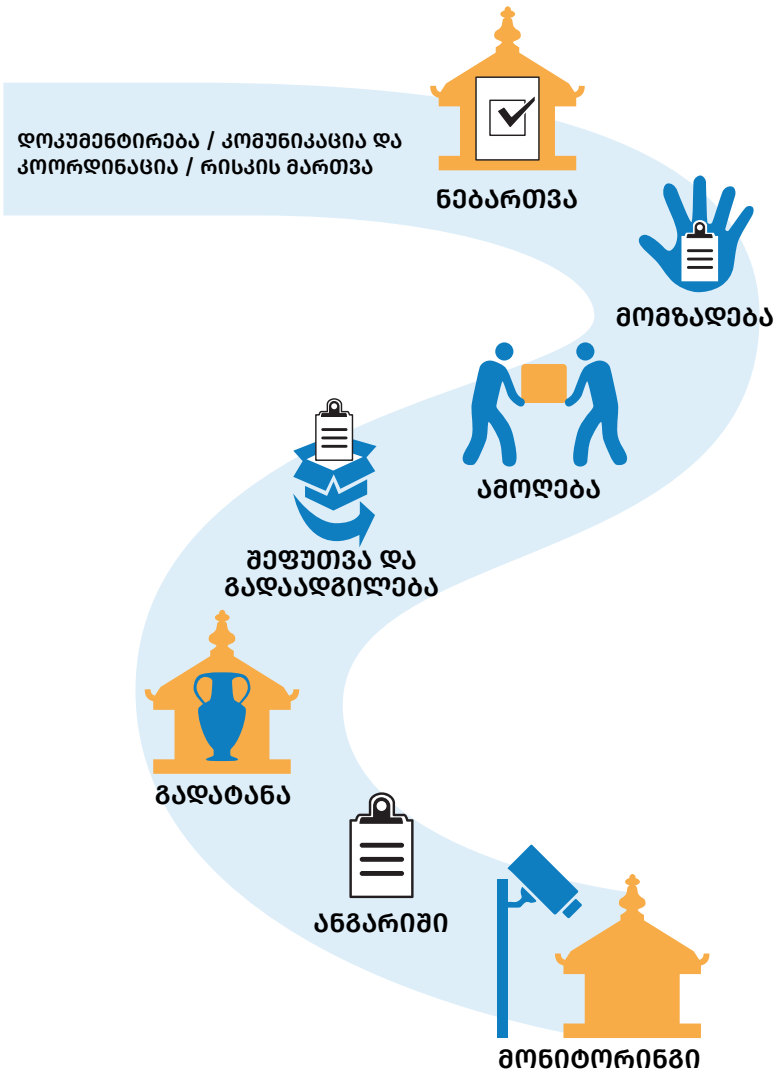 დოკუმენტირება / კომუნიკაცია და
კოორდინაცია / რისკის მართვა
ნებართვა
მომზადება
ამოღება
შეფუთვა და
გადაადგილება
გადატანა
ანგარიში
მონიტორინგი